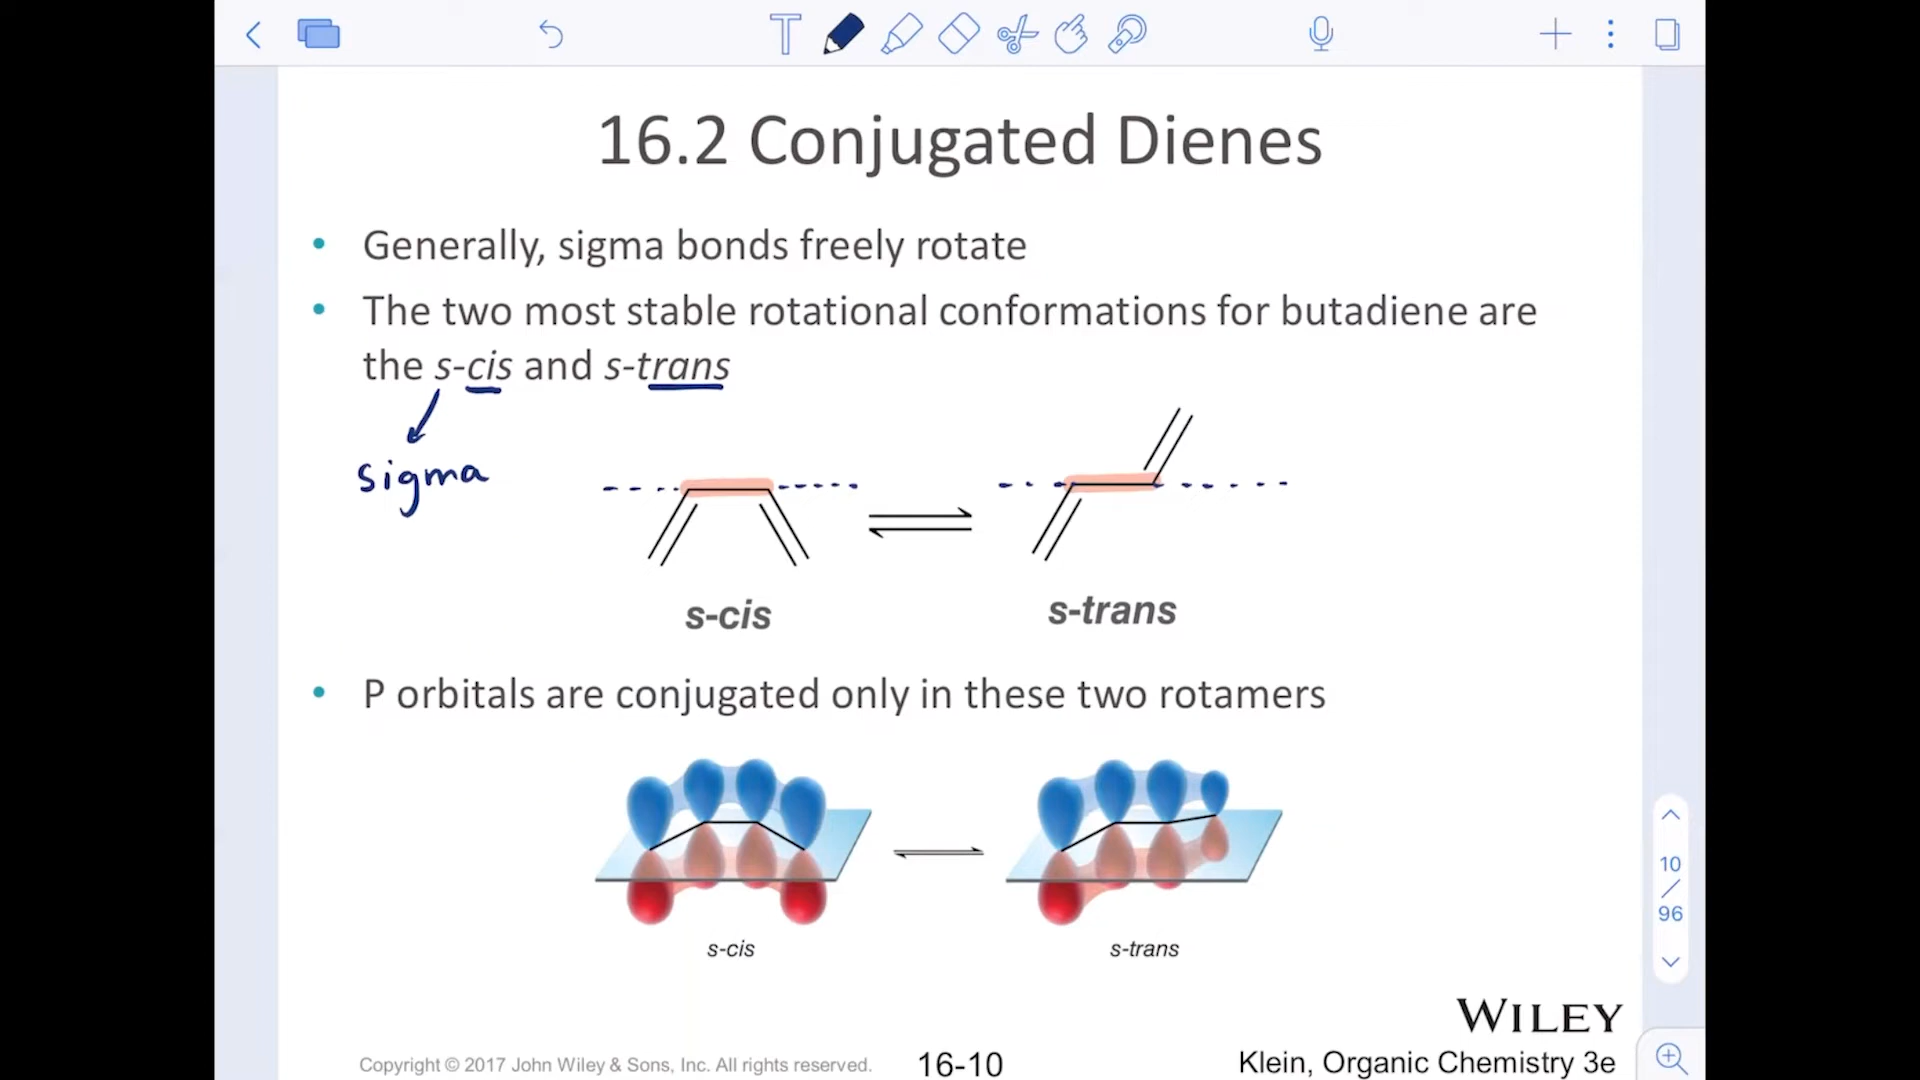 16.2 Conjugated Dienes
• Generally, sigma bonds freely rotate
• The two most stable rotational conformations for butadiene are
the s-cis and s-trans
sigma
s-cis
s-trans
• P orbitals are conjugated only in these two rotamers
s-cis
s-trans
10
/
96
WILEY
Copyright © 2017 John Wiley & Sons, Inc. All rights reserved.
16-10
Klein, Organic Chemistry 3e